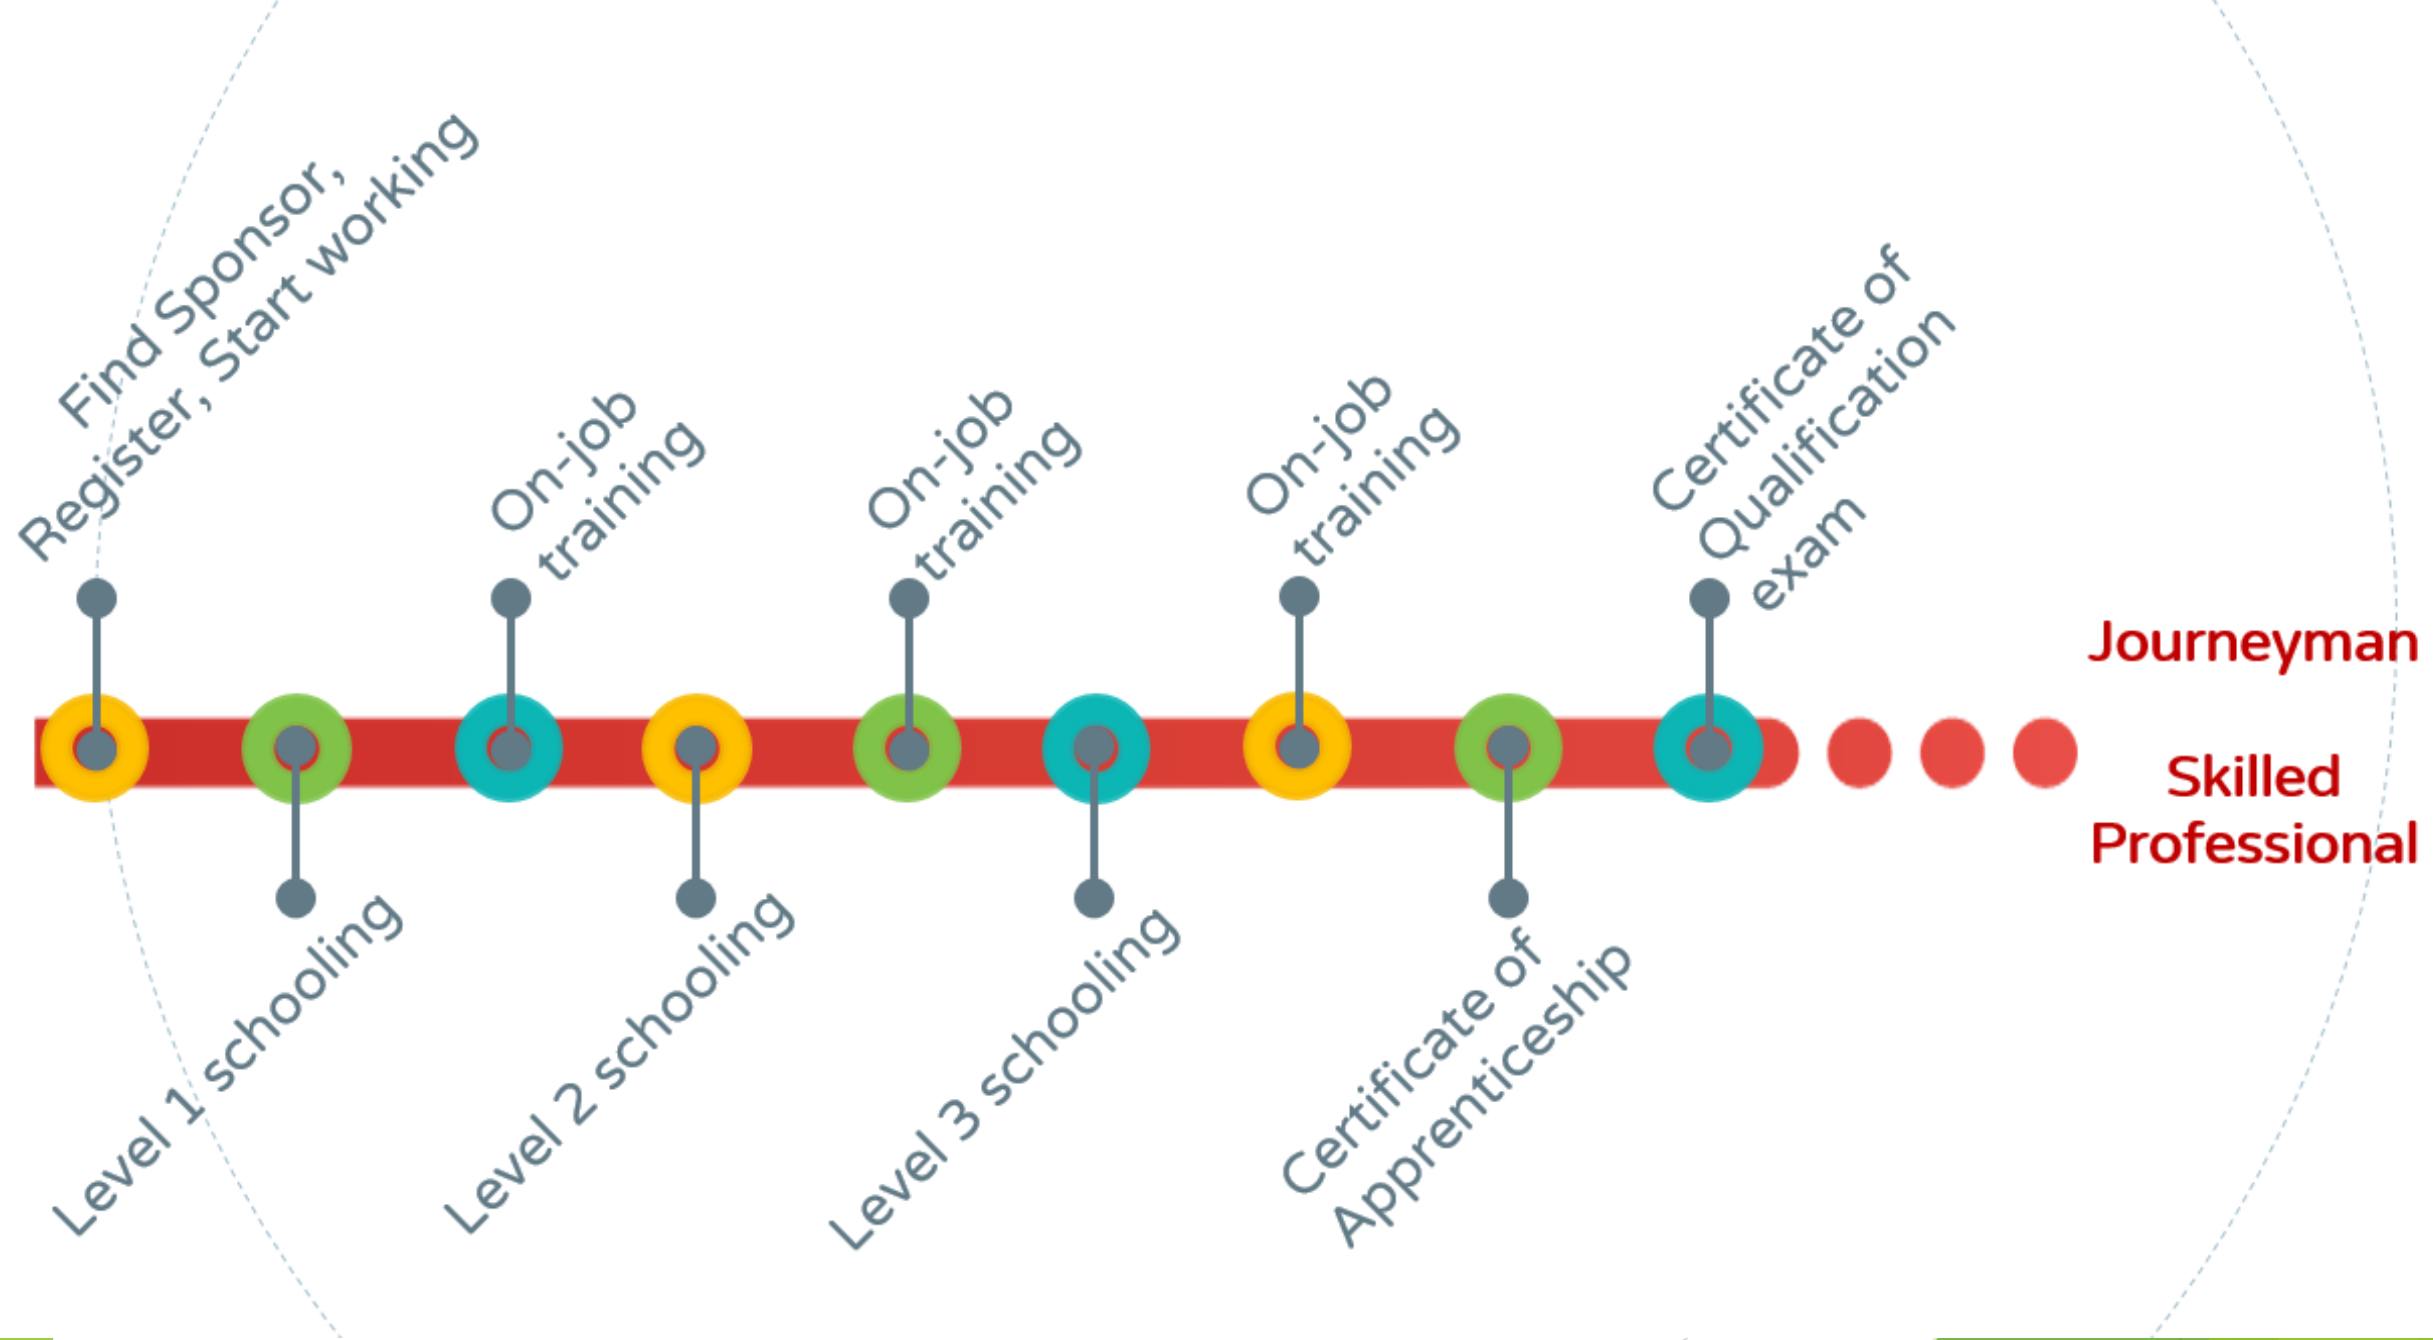 Find Sponsor,
Register, Start working
Level 1 schooling
On-job
training
Level 2 schooling
On-job
training
Level 3 schooling
On-job
training
Certificate of
Apprenticeship
Certificate of
Qualification
exam
Journeyman
Skilled
Professional